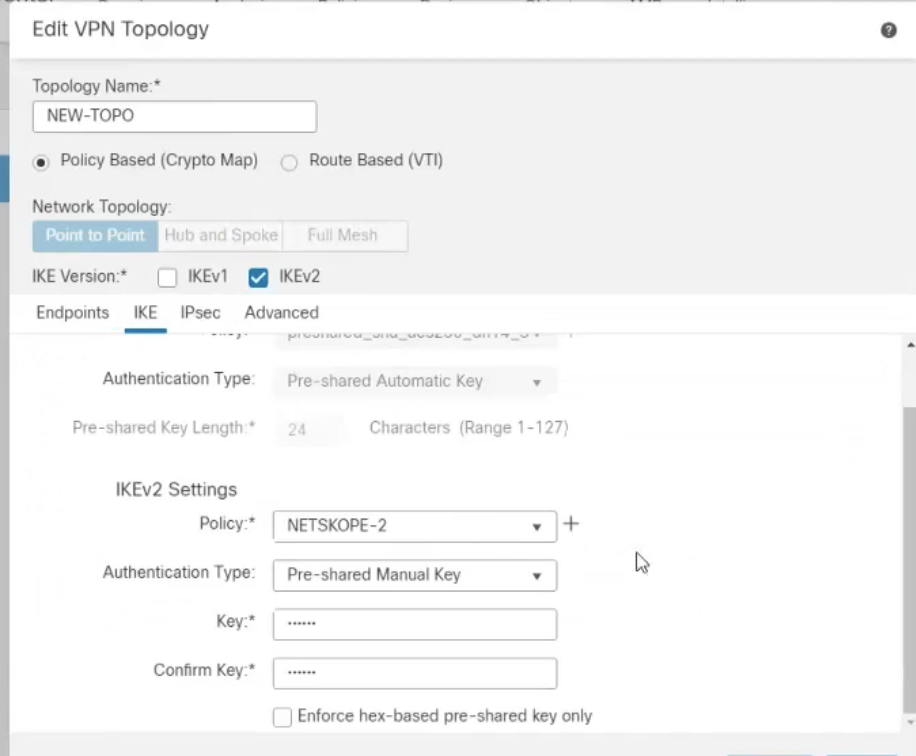 Edit VPN Topology
Topology Name:*
NEW-TOPO
Policy Based (Crypto Map) Route Based (VTI)
Network Topology:
Point to Point Hub and Spoke Full Mesh
IKE Version:* IKEv1 IKEv2
Endpoints IKE IPsec Advanced
Authentication Type: Pre-shared Automatic Key
Pre-shared Key Length:* 24 Characters (Range 1-127)
IKEv2 Settings
Policy:* NETSKOPE-2 +
Authentication Type: Pre-shared Manual Key
Key:* ••••••
Confirm Key:* ••••••
Enforce hex-based pre-shared key only